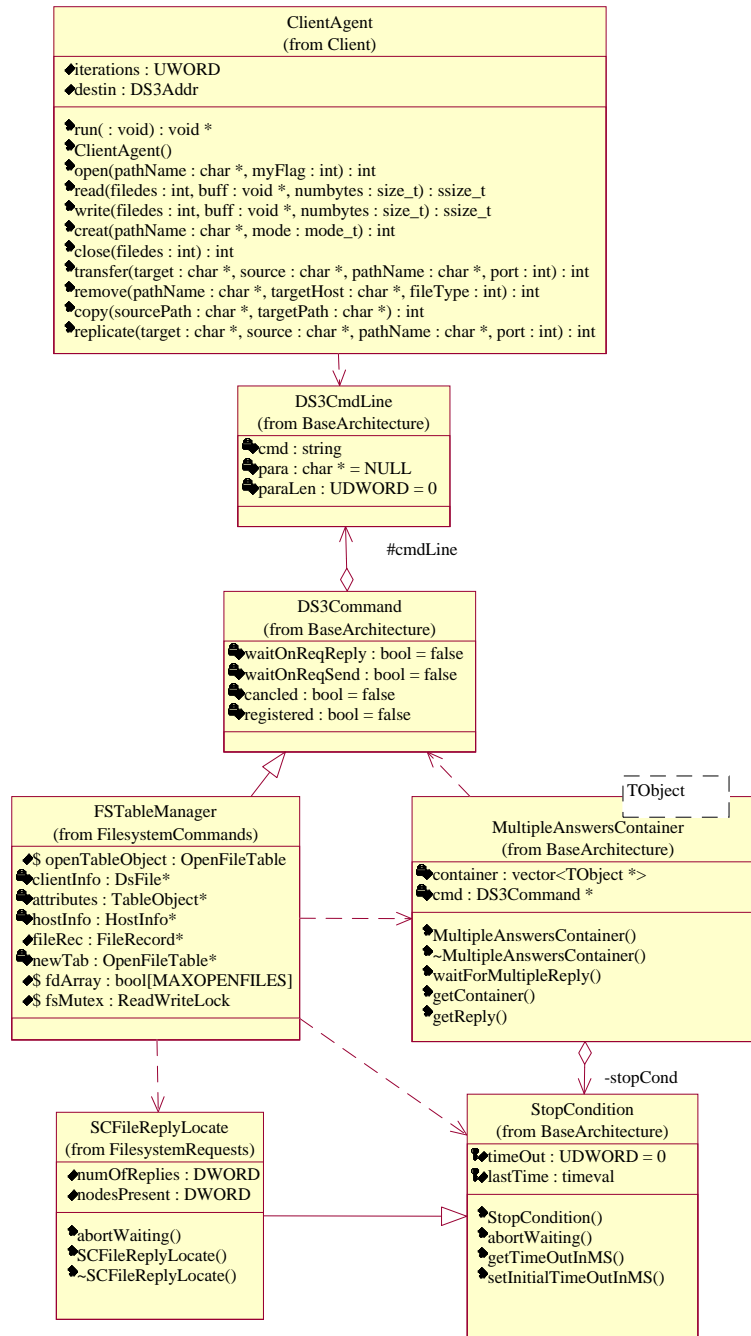 ClientAgent
(from Client)
iterations : UWORD
destin : DS3Addr
run( : void) : void *
ClientAgent()
open(pathName : char *, myFlag : int) : int
read(filedes : int, buff : void *, numbytes : size_t) : ssize_t
write(filedes : int, buff : void *, numbytes : size_t) : ssize_t
creat(pathName : char *, mode : mode_t) : int
close(filedes : int) : int
transfer(target : char *, source : char *, pathName : char *, port : int) : int
remove(pathName : char *, targetHost : char *, fileType : int) : int
copy(sourcePath : char *, targetPath : char *) : int
replicate(target : char *, source : char *, pathName : char *, port : int) : int
DS3CmdLine
(from BaseArchitecture)
cmd : string
para : char * = NULL
paraLen : UDWORD = 0
#cmdLine
DS3Command
(from BaseArchitecture)
waitOnReqReply : bool = false
waitOnReqSend : bool = false
cancled : bool = false
registered : bool = false
FSTableManager
(from FilesystemCommands)
$ openTableObject : OpenFileTable
clientInfo : DsFile*
attributes : TableObject*
hostInfo : HostInfo*
fileRec : FileRecord*
newTab : OpenFileTable*
$ fdArray : bool[MAXOPENFILES]
$ fsMutex : ReadWriteLock
TObject
MultipleAnswersContainer
(from BaseArchitecture)
container : vector<TObject *>
cmd : DS3Command *
MultipleAnswersContainer()
~MultipleAnswersContainer()
waitForMultipleReply()
getContainer()
getReply()
-stopCond
SCFileReplyLocate
(from FilesystemRequests)
numOfReplies : DWORD
nodesPresent : DWORD
abortWaiting()
SCFileReplyLocate()
~SCFileReplyLocate()
StopCondition
(from BaseArchitecture)
timeOut : UDWORD = 0
lastTime : timeval
StopCondition()
abortWaiting()
getTimeOutInMS()
setInitialTimeOutInMS()